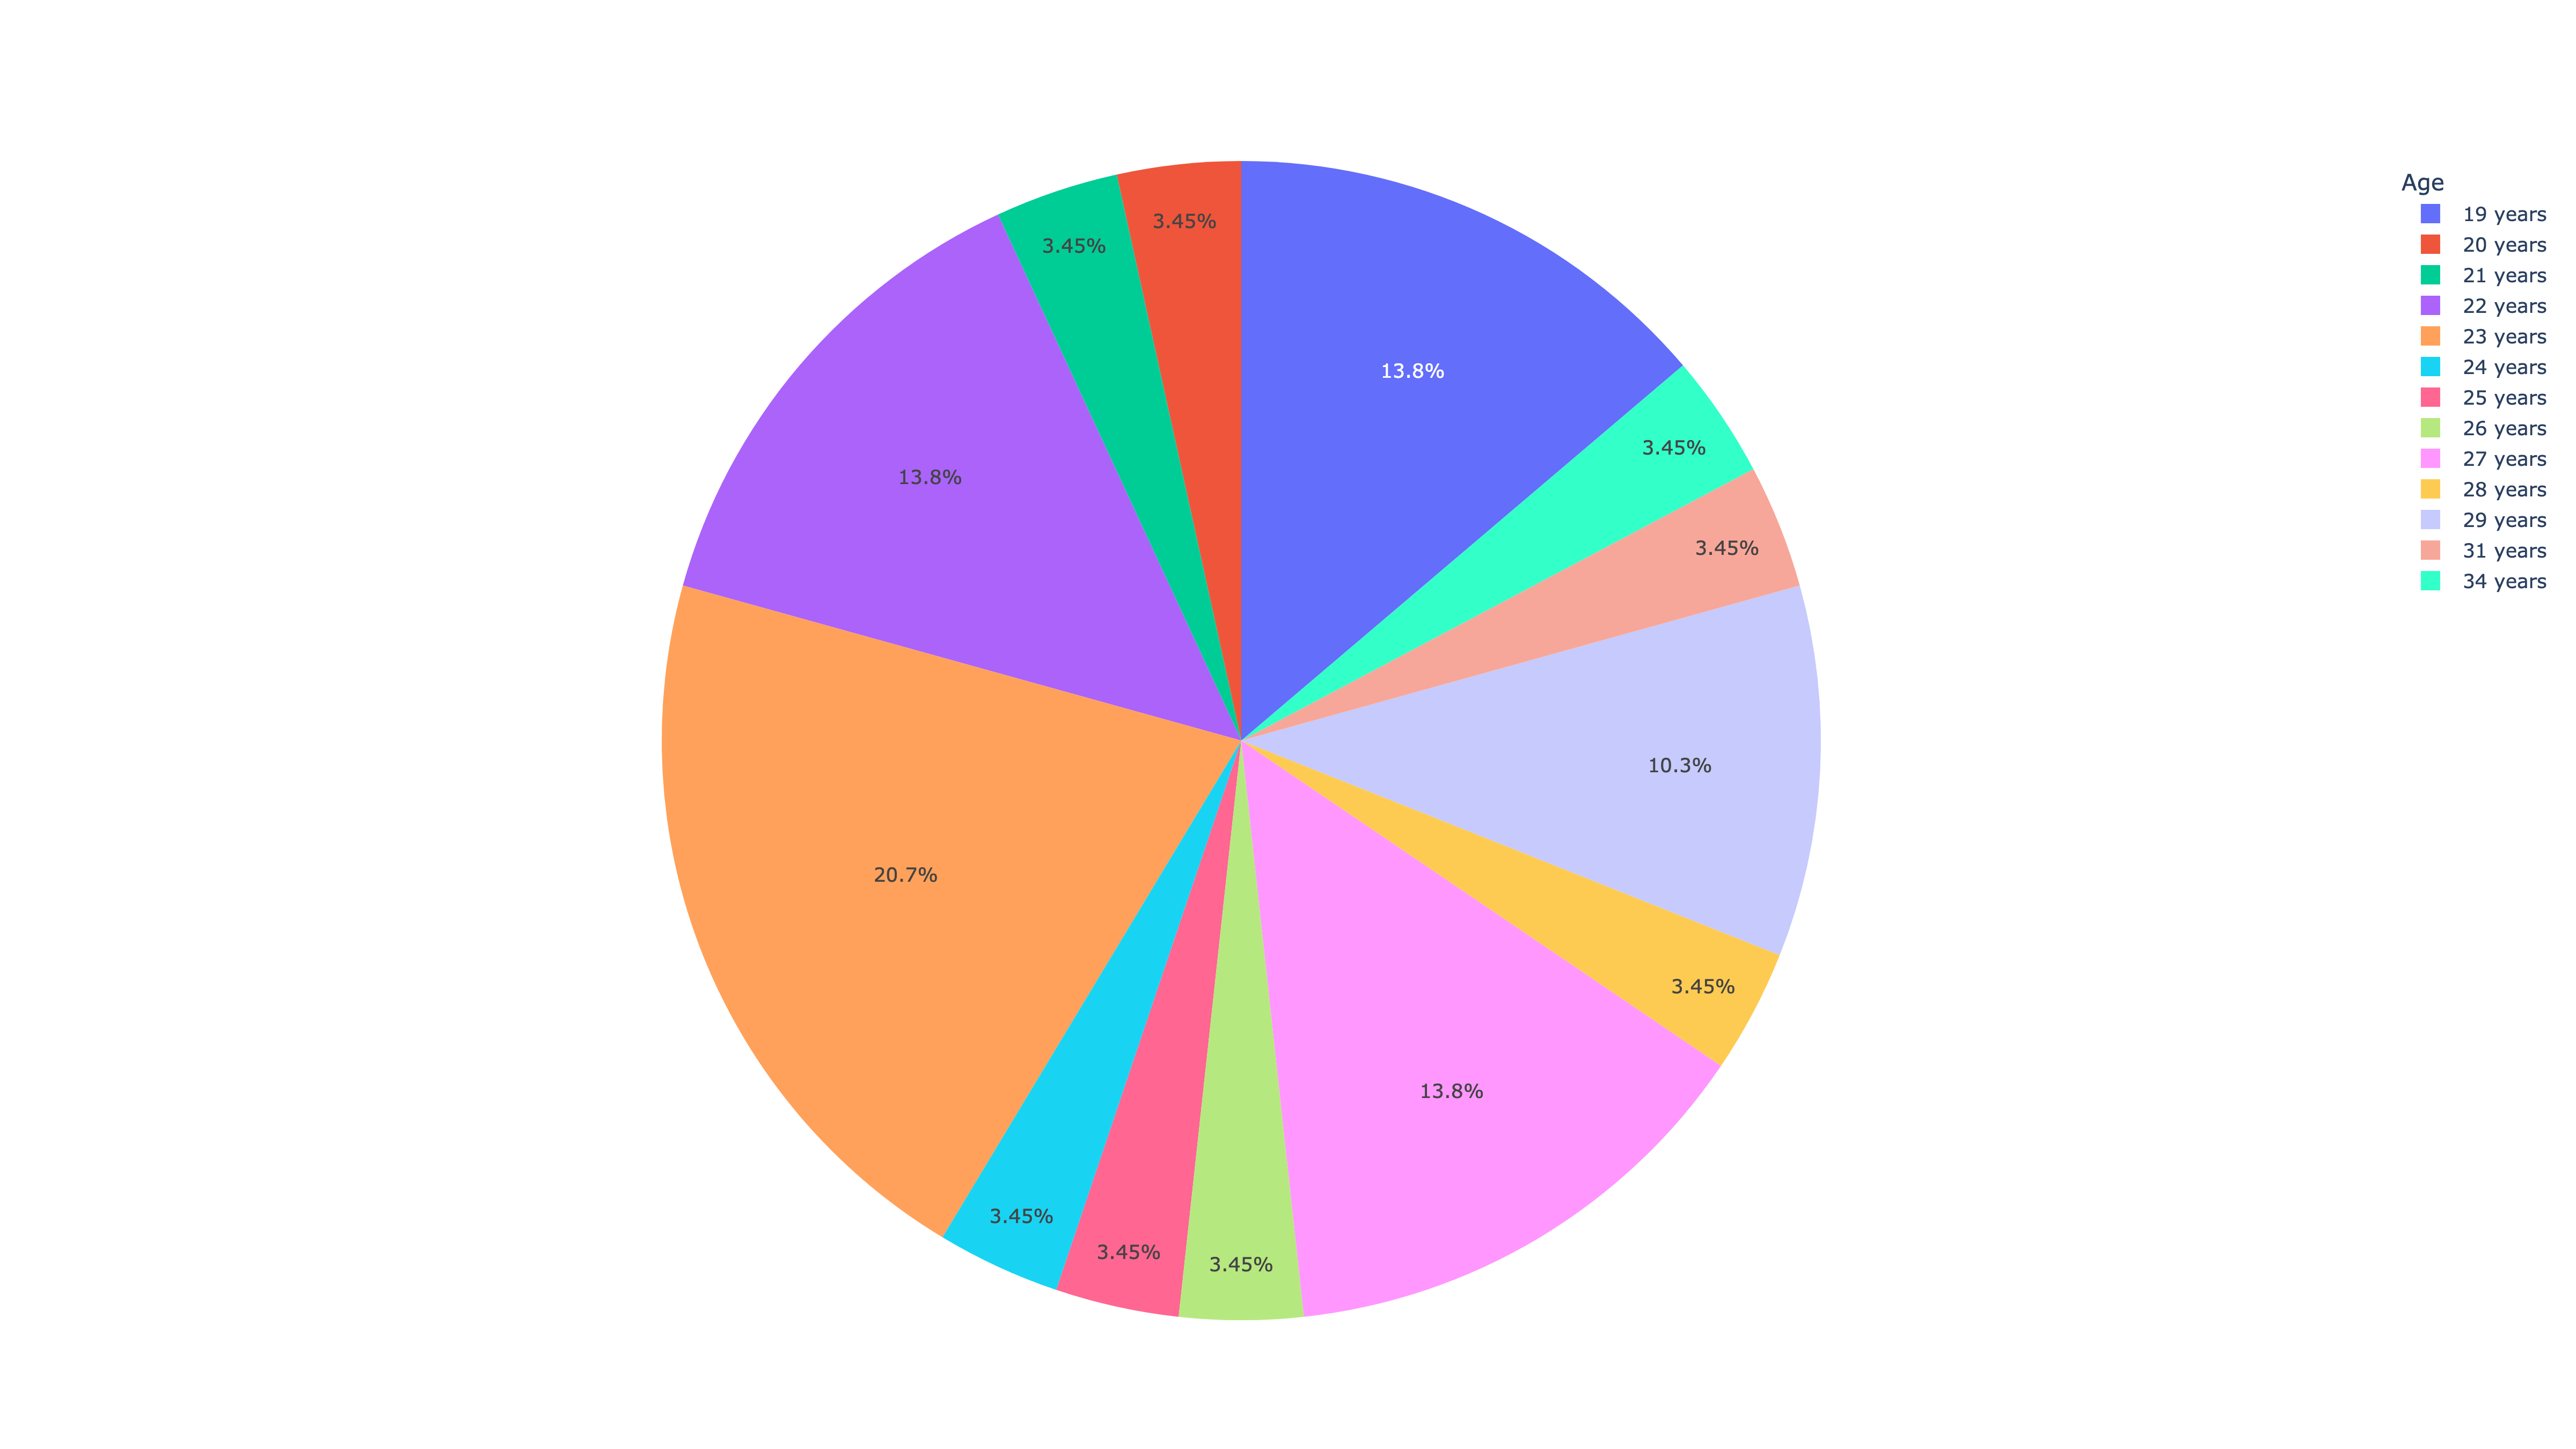 3.45%
3.45%
13.8%
13.8%
3.45%
3.45%
10.3%
3.45%
13.8%
3.45%
3.45%
3.45%
20.7%
Age
19 years
20 years
21 years
22 years
23 years
24 years
25 years
26 years
27 years
28 years
29 years
31 years
34 years